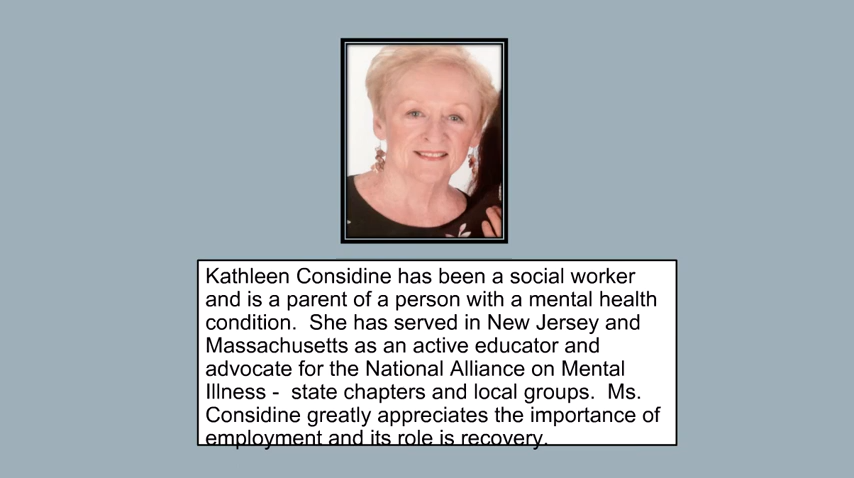 Kathleen Considine has been a social worker
and is a parent of a person with a mental health
condition.  She has served in New Jersey and
Massachusetts as an active educator and
advocate for the National Alliance on Mental
Illness -  state chapters and local groups.  Ms.
Considine greatly appreciates the importance of
employment and its role is recovery.